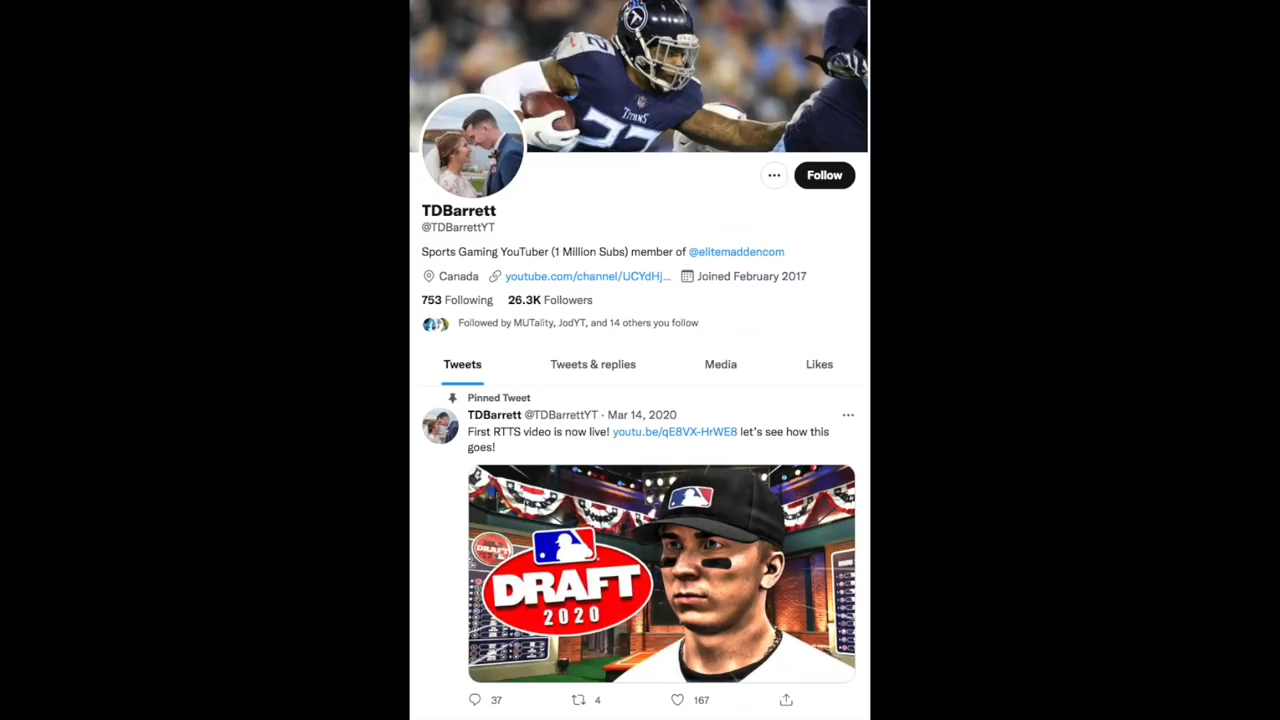 TITANS
22
Follow
TDBarrett
@TDBarrettYT
Sports Gaming YouTuber (1 Million Subs) member of @elitemaddencom
Canada youtube.com/channel/UCYdHj... Joined February 2017
753 Following 26.3K Followers
Followed by MUTality, JodYT, and 14 others you follow
Tweets Tweets & replies Media Likes
Pinned Tweet
TDBarrett @TDBarrettYT · Mar 14, 2020
First RTTS video is now live! youtu.be/qE8VX-HrWE8 let's see how this
goes!
DRAFT
DRAFT
2020
37 4 167